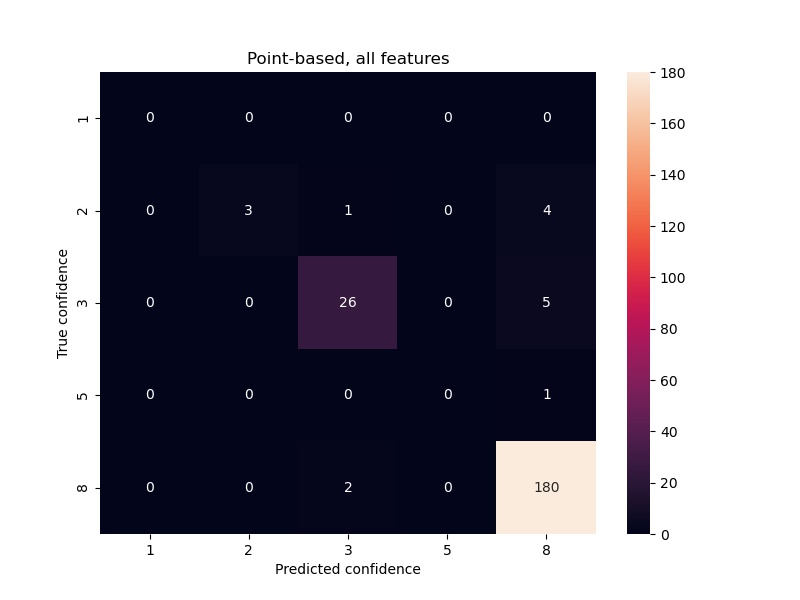 Point-based, all features
True confidence
1 0 0 0 0 0
2 0 3 1 0 4
3 0 0 26 0 5
5 0 0 0 0 1
8 0 0 2 0 180
1 2 3 5 8
Predicted confidence
180
160
140
120
100
80
60
40
20
0